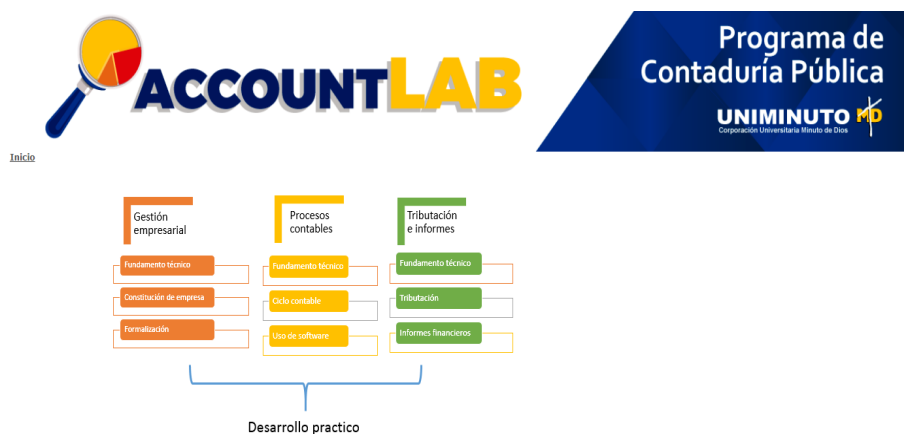 ACCOUNTLAB
Programa de
Contaduría Pública
UNIMINUTO MD
Corporación Universitaria Minuto de Dios
Inicio
Gestión
empresarial
Fundamento técnico
Constitución de empresa
Formalización
Procesos
contables
Fundamento técnico
Ciclo contable
Uso de software
Tributación
e informes
Fundamento técnico
Tributación
Informes financieros
Desarrollo practico